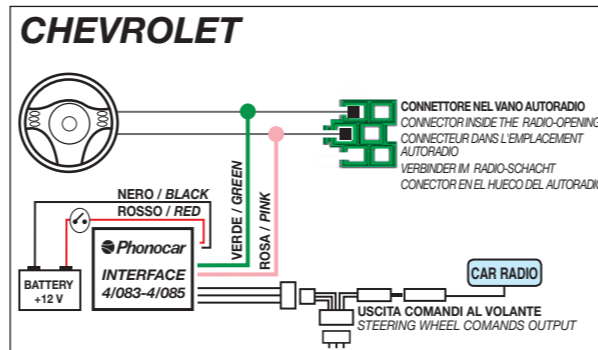 CHEVROLET
CONNETTORE NEL VANO AUTORADIO
CONNECTOR INSIDE THE RADIO-OPENING
CONNECTEUR DANS L'EMPLACEMENT
AUTORADIO
VERBINDER IM RADIO-SCHACHT
CONECTOR EN EL HUECO DEL AUTORADIO
NERO / BLACK
ROSSO / RED
VERDE / GREEN
ROSA / PINK
Phonocar
INTERFACE
4/083-4/085
BATTERY
+12 V
CAR RADIO
USCITA COMANDI AL VOLANTE
STEERING WHEEL COMANDS OUTPUT